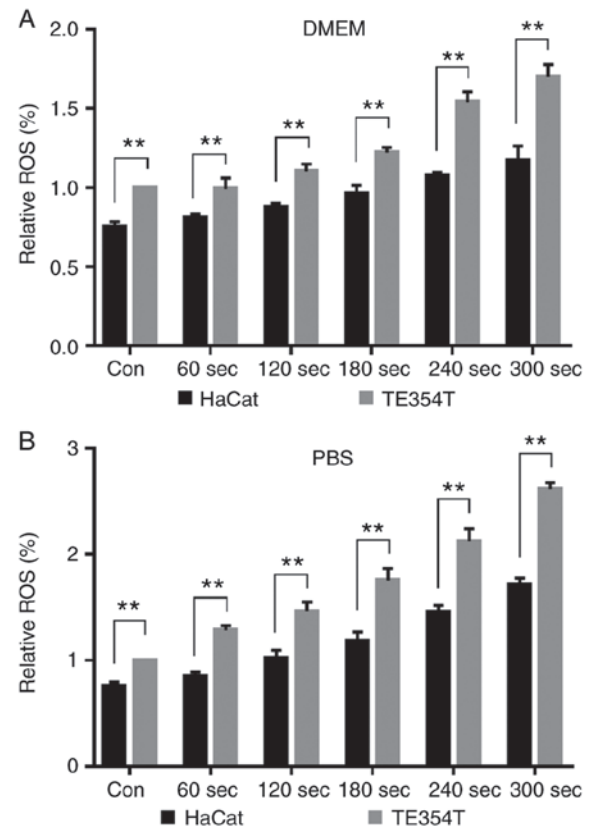 A
DMEM
Relative ROS (%)
2.0
1.5
1.0
0.5
0.0
** ** ** ** ** **
Con 60 sec 120 sec 180 sec 240 sec 300 sec
HaCat TE354T
B
PBS
Relative ROS (%)
3
2
1
0
** ** ** ** ** **
Con 60 sec 120 sec 180 sec 240 sec 300 sec
HaCat TE354T